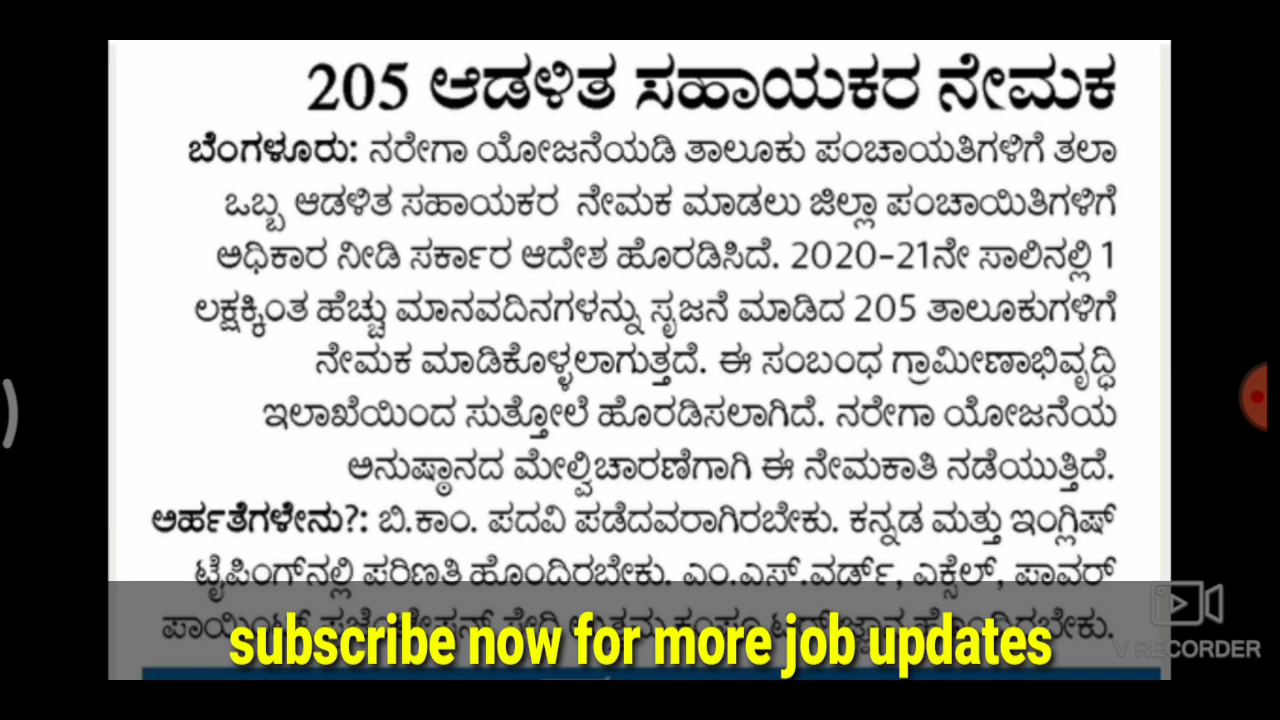 205 ಆಡಳಿತ ಸಹಾಯಕರ ನೇಮಕ
ಬೆಂಗಳೂರು: ನರೇಗಾ ಯೋಜನೆಯಡಿ ತಾಲೂಕು ಪಂಚಾಯತಿಗಳಿಗೆ ತಲಾ
ಒಬ್ಬ ಆಡಳಿತ ಸಹಾಯಕರ ನೇಮಕ ಮಾಡಲು ಜಿಲ್ಲಾ ಪಂಚಾಯಿತಿಗಳಿಗೆ
ಅಧಿಕಾರ ನೀಡಿ ಸರ್ಕಾರ ಆದೇಶ ಹೊರಡಿಸಿದೆ. 2020-21ನೇ ಸಾಲಿನಲ್ಲಿ 1
ಲಕ್ಷಕ್ಕಿಂತ ಹೆಚ್ಚು ಮಾನವದಿನಗಳನ್ನು ಸೃಜನೆ ಮಾಡಿದ 205 ತಾಲೂಕುಗಳಿಗೆ
ನೇಮಕ ಮಾಡಿಕೊಳ್ಳಲಾಗುತ್ತದೆ. ಈ ಸಂಬಂಧ ಗ್ರಾಮೀಣಾಭಿವೃದ್ಧಿ
ಇಲಾಖೆಯಿಂದ ಸುತ್ತೋಲೆ ಹೊರಡಿಸಲಾಗಿದೆ. ನರೇಗಾ ಯೋಜನೆಯ
ಅನುಷ್ಠಾನದ ಮೇಲ್ವಿಚಾರಣೆಗಾಗಿ ಈ ನೇಮಕಾತಿ ನಡೆಯುತ್ತಿದೆ.
ಅರ್ಹತೆಗಳೇನು?: ಬಿ.ಕಾಂ. ಪದವಿ ಪಡೆದವರಾಗಿರಬೇಕು. ಕನ್ನಡ ಮತ್ತು ಇಂಗ್ಲಿಷ್
ಟೈಪಿಂಗ್‌ನಲ್ಲಿ ಪರಿಣತಿ ಹೊಂದಿರಬೇಕು. ಎಂ.ಎಸ್.ವರ್ಡ್, ಎಕ್ಸೆಲ್, ಪಾವರ್
subscribe now for more job updates
V RECORDER